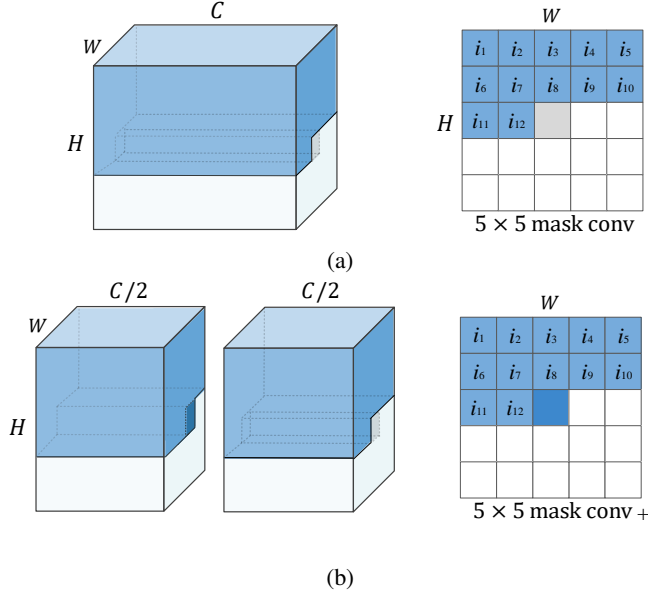 C
W
H
W
i1 i2 i3 i4 i5
i6 i7 i8 i9 i10
H
i11 i12
5 × 5 mask conv
(a)
C/2 C/2
W
H
W
i1 i2 i3 i4 i5
i6 i7 i8 i9 i10
i11 i12
5 × 5 mask conv +
(b)